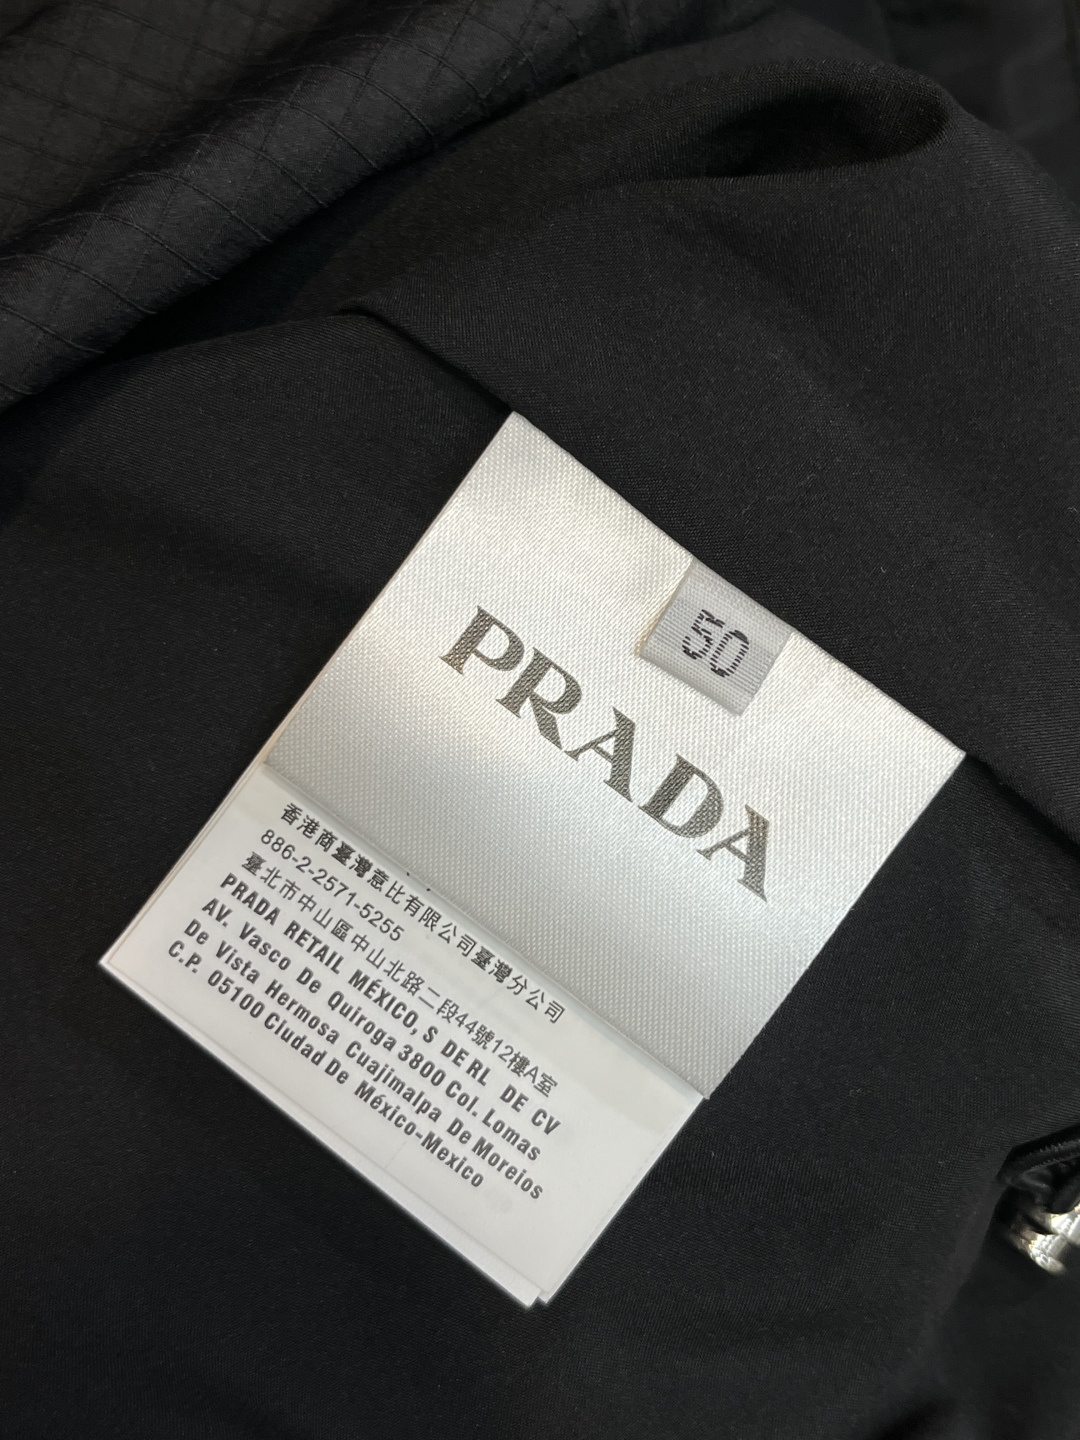 50
PRADA
香港商臺灣意比有限公司臺灣分公司
886-2-2571-5255
臺北市中山區中山北路二段44號12樓A室
PRADA RETAIL MÉXICO, S DE RL DE CV
AV. Vasco De Quiroga 3800 Col. Lomas
De Vista Hermosa Cuajimalpa De Morelos
C.P. 05100 Ciudad De México-Mexico